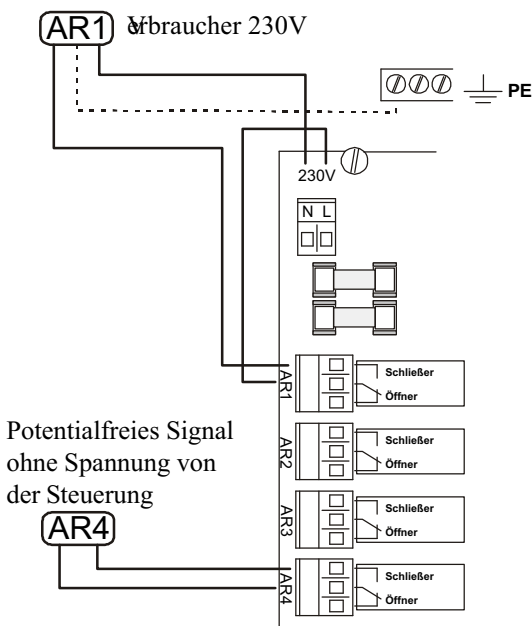 AR1 Verbraucher 230V
PE
230V
N L
AR1
Schließer
Öffner
AR2
Schließer
Öffner
Potentialfreies Signal
ohne Spannung von
der Steuerung
AR3
Schließer
Öffner
AR4
AR4
Schließer
Öffner